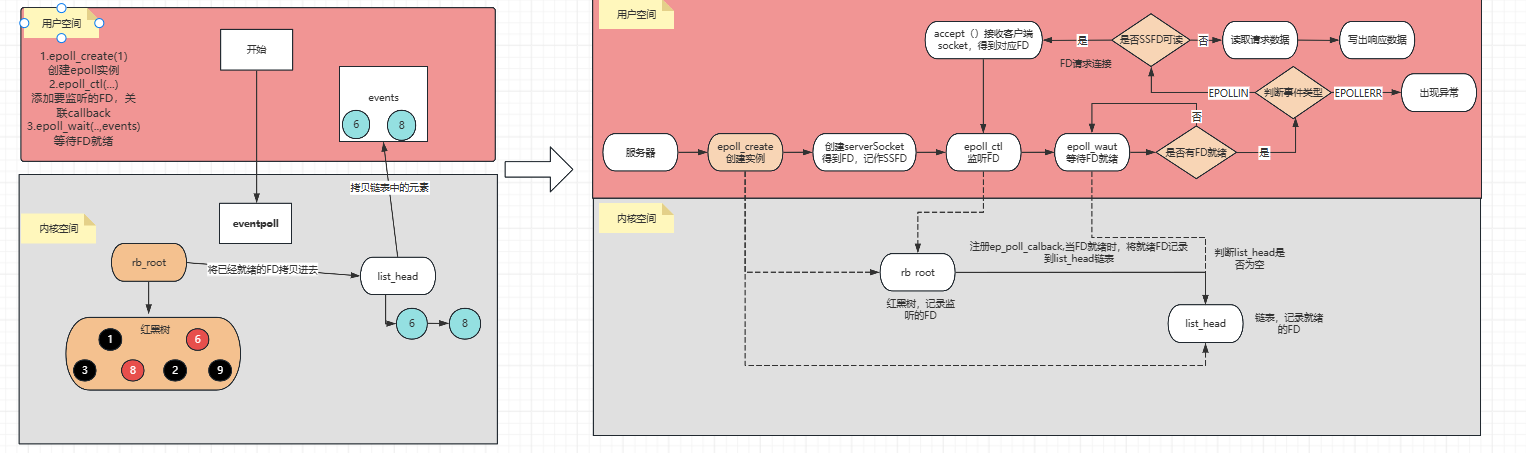 用户空间
1.epoll_create(1)
创建epoll实例
2.epoll_ctl(...)
添加要监听的FD，关
联callback
3.epoll_wait(..,events)
等待FD就绪
开始
events
6
8
拷贝链表中的元素
内核空间
eventpoll
rb_root
将已经就绪的FD拷贝进去
list_head
6
8
红黑树
1
6
3
8
2
9
用户空间
accept（）接收客户端
socket，得到对应FD
是
是否SSFD可读
否
读取请求数据
写出响应数据
FD请求连接
EPOLLIN
判断事件类型
EPOLLERR
出现异常
否
服务器
epoll_create
创建实例
创建serverSocket
得到FD，记作SSFD
epoll_ctl
监听FD
epoll_waut
等待FD就绪
是否有FD就绪
是
内核空间
注册ep_poll_calback,当FD就绪时，将就绪FD记录
到list_head链表
判断list_head是
否为空
rb_root
红黑树，记录监
听的FD
list_head
链表，记录就绪
的FD